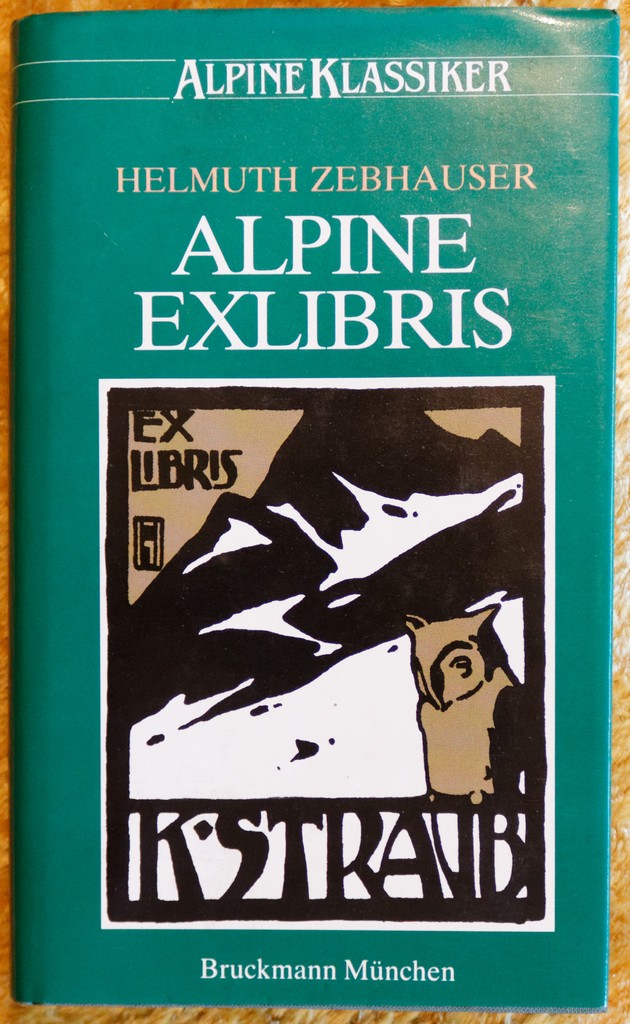 ALPINE KLASSIKER
HELMUTH ZEBHAUSER
ALPINE
EXLIBRIS
EX
LIBRIS
K·STRAUB
Bruckmann München